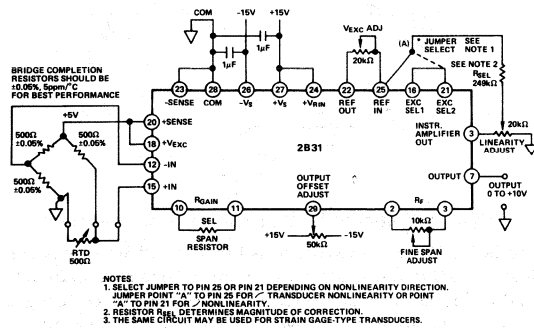 COM
-15V
+15V
1μF
1μF
VEXC ADJ
20kΩ
(A)
* JUMPER SELECT SEE NOTE 1
SEE NOTE 2
RSEL
249kΩ
BRIDGE COMPLETION
RESISTORS SHOULD BE
±0.05%, 5ppm/°C
FOR BEST PERFORMANCE
+5V
500Ω
±0.05%
500Ω
±0.05%
500Ω
±0.05%
RTD
500Ω
23
28
26
27
24
22
25
16
21
-SENSE
COM
-VS
+VS
+VRIN
REF OUT
REF IN
EXC SEL1
EXC SEL2
20 +SENSE
18 +VEXC
12 -IN
15 +IN
2B31
INSTR.
AMPLIFIER
OUT
3
20kΩ
LINEARITY
ADJUST
OUTPUT
7
OUTPUT
0 TO +10V
OUTPUT
OFFSET
ADJUST
RGAIN
RF
10
11
29
2
3
SEL
SPAN
RESISTOR
+15V
-15V
50kΩ
10kΩ
FINE SPAN
ADJUST
NOTES
1. SELECT JUMPER TO PIN 25 OR PIN 21 DEPENDING ON NONLINEARITY DIRECTION.
JUMPER POINT "A" TO PIN 25 FOR TRANSDUCER NONLINEARITY OR POINT
"A" TO PIN 21 FOR NONLINEARITY.
2. RESISTOR RSEL DETERMINES MAGNITUDE OF CORRECTION.
3. THE SAME CIRCUIT MAY BE USED FOR STRAIN GAGE-TYPE TRANSDUCERS.